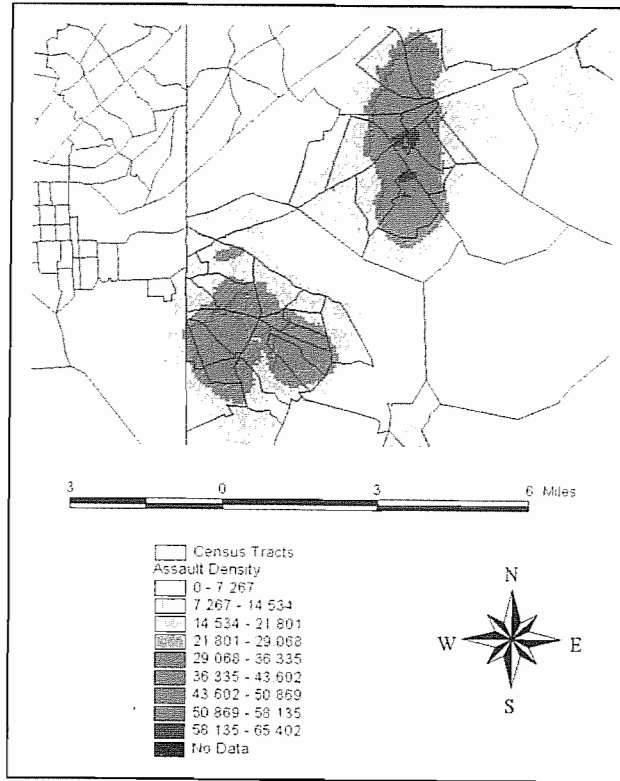 3 0 3 6 Miles
Census Tracts
Assault Density
0 - 7 267
7 267 - 14 534
14 534 - 21 801
21 801 - 29 068
29 068 - 36 335
36 335 - 43 602
43 602 - 50 869
50 869 - 58 135
58 135 - 65 402
No Data
N
W E
S